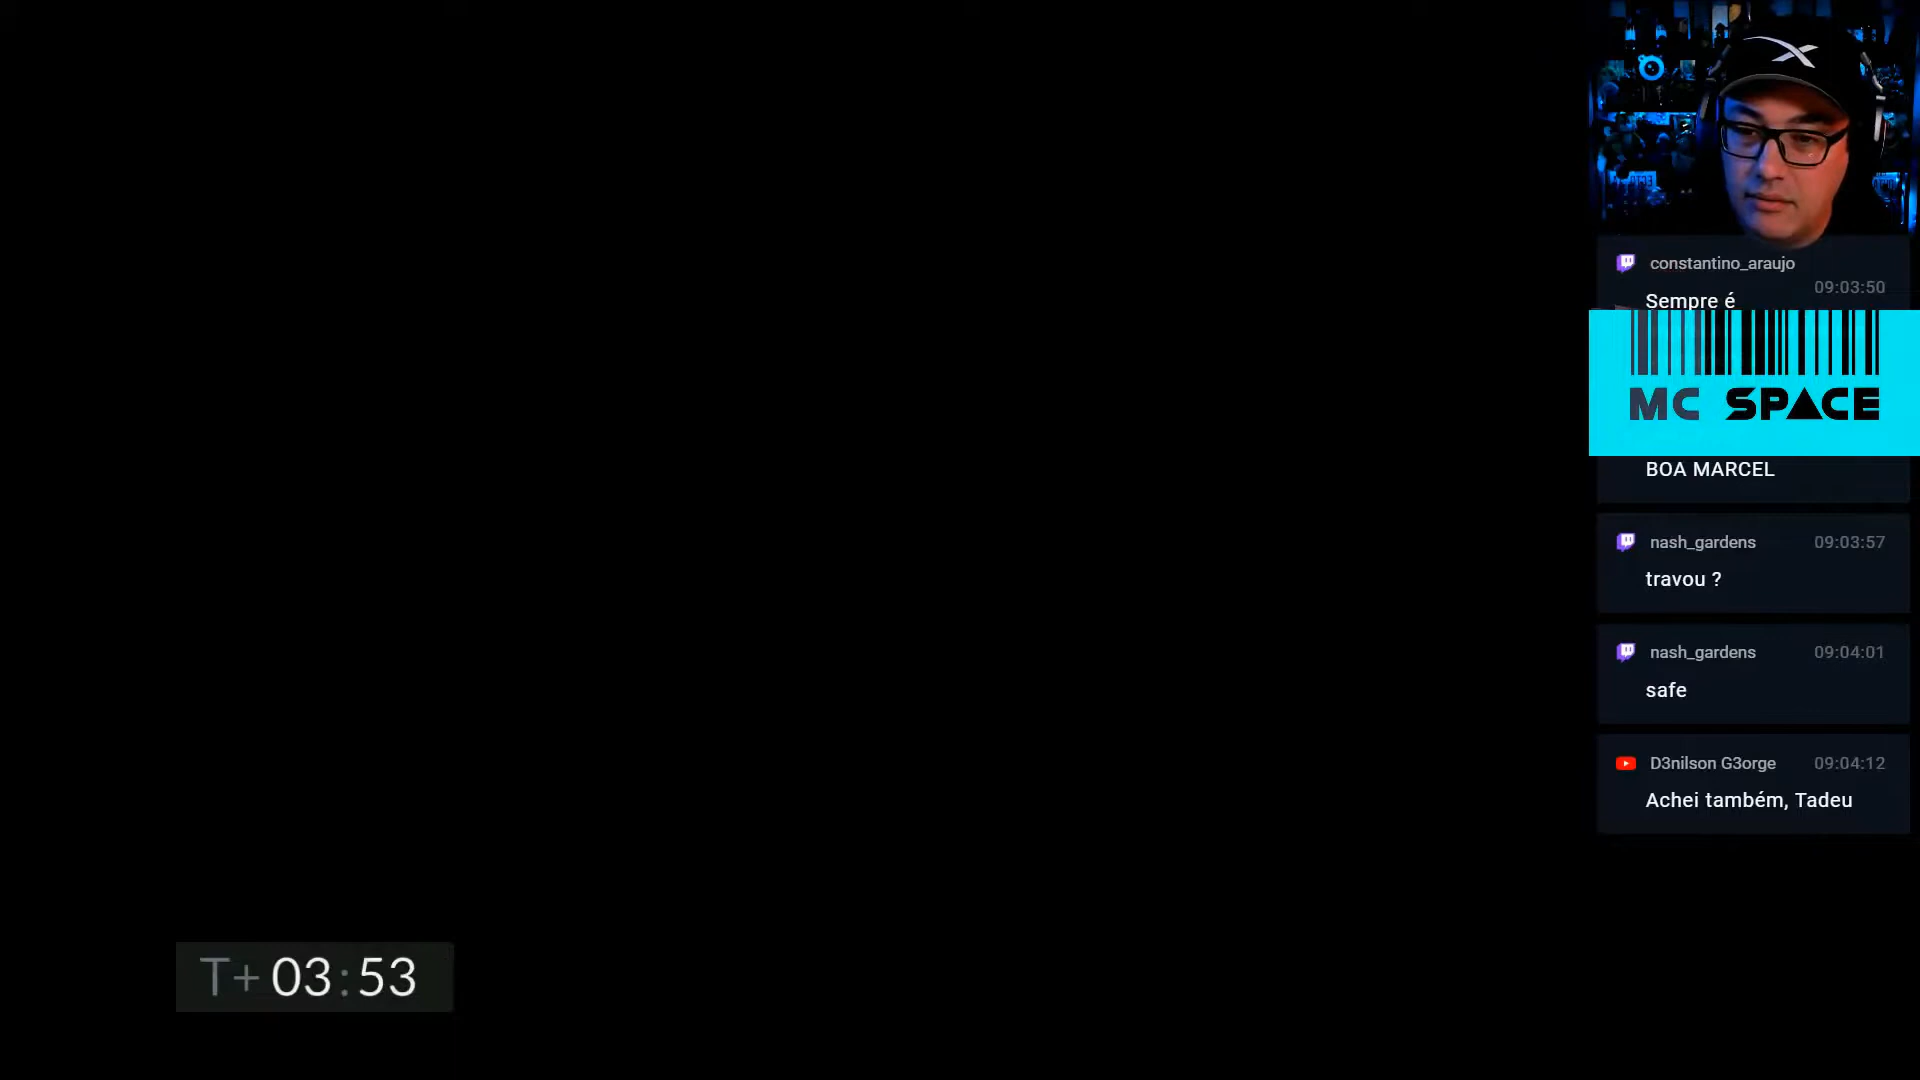 constantino_araujo
09:03:50
Sempre é
MC SPACE
BOA MARCEL
nash_gardens 09:03:57
travou ?
nash_gardens 09:04:01
safe
D3nilson G3orge 09:04:12
Achei também, Tadeu
T+ 03:53